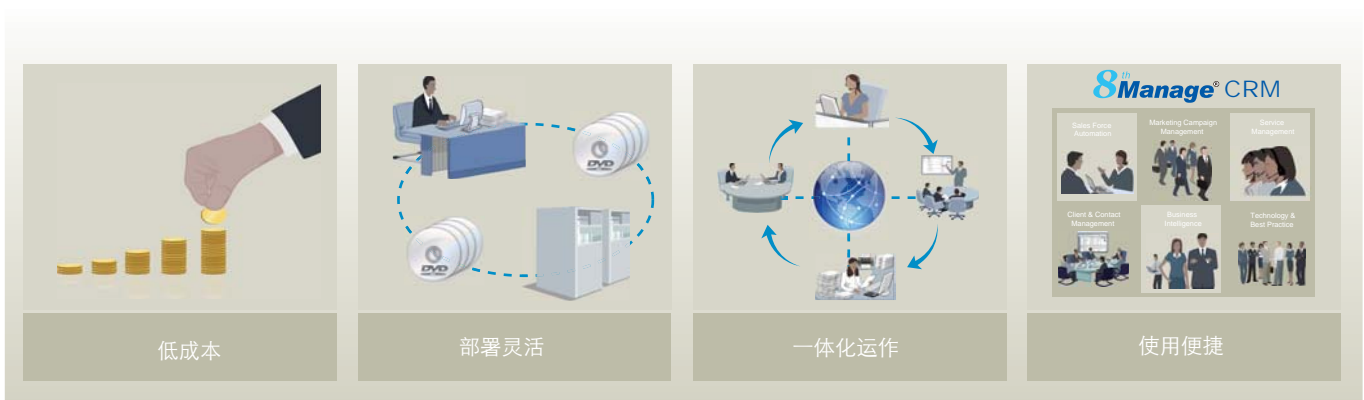 8th Manage® CRM
Sales Force
Automation
Marketing Campaign
Management
Service
Management
Client & Contact
Management
Business
Intelligence
Technology &
Best Practice
DVD
DVD
低成本
部署灵活
一体化运作
使用便捷